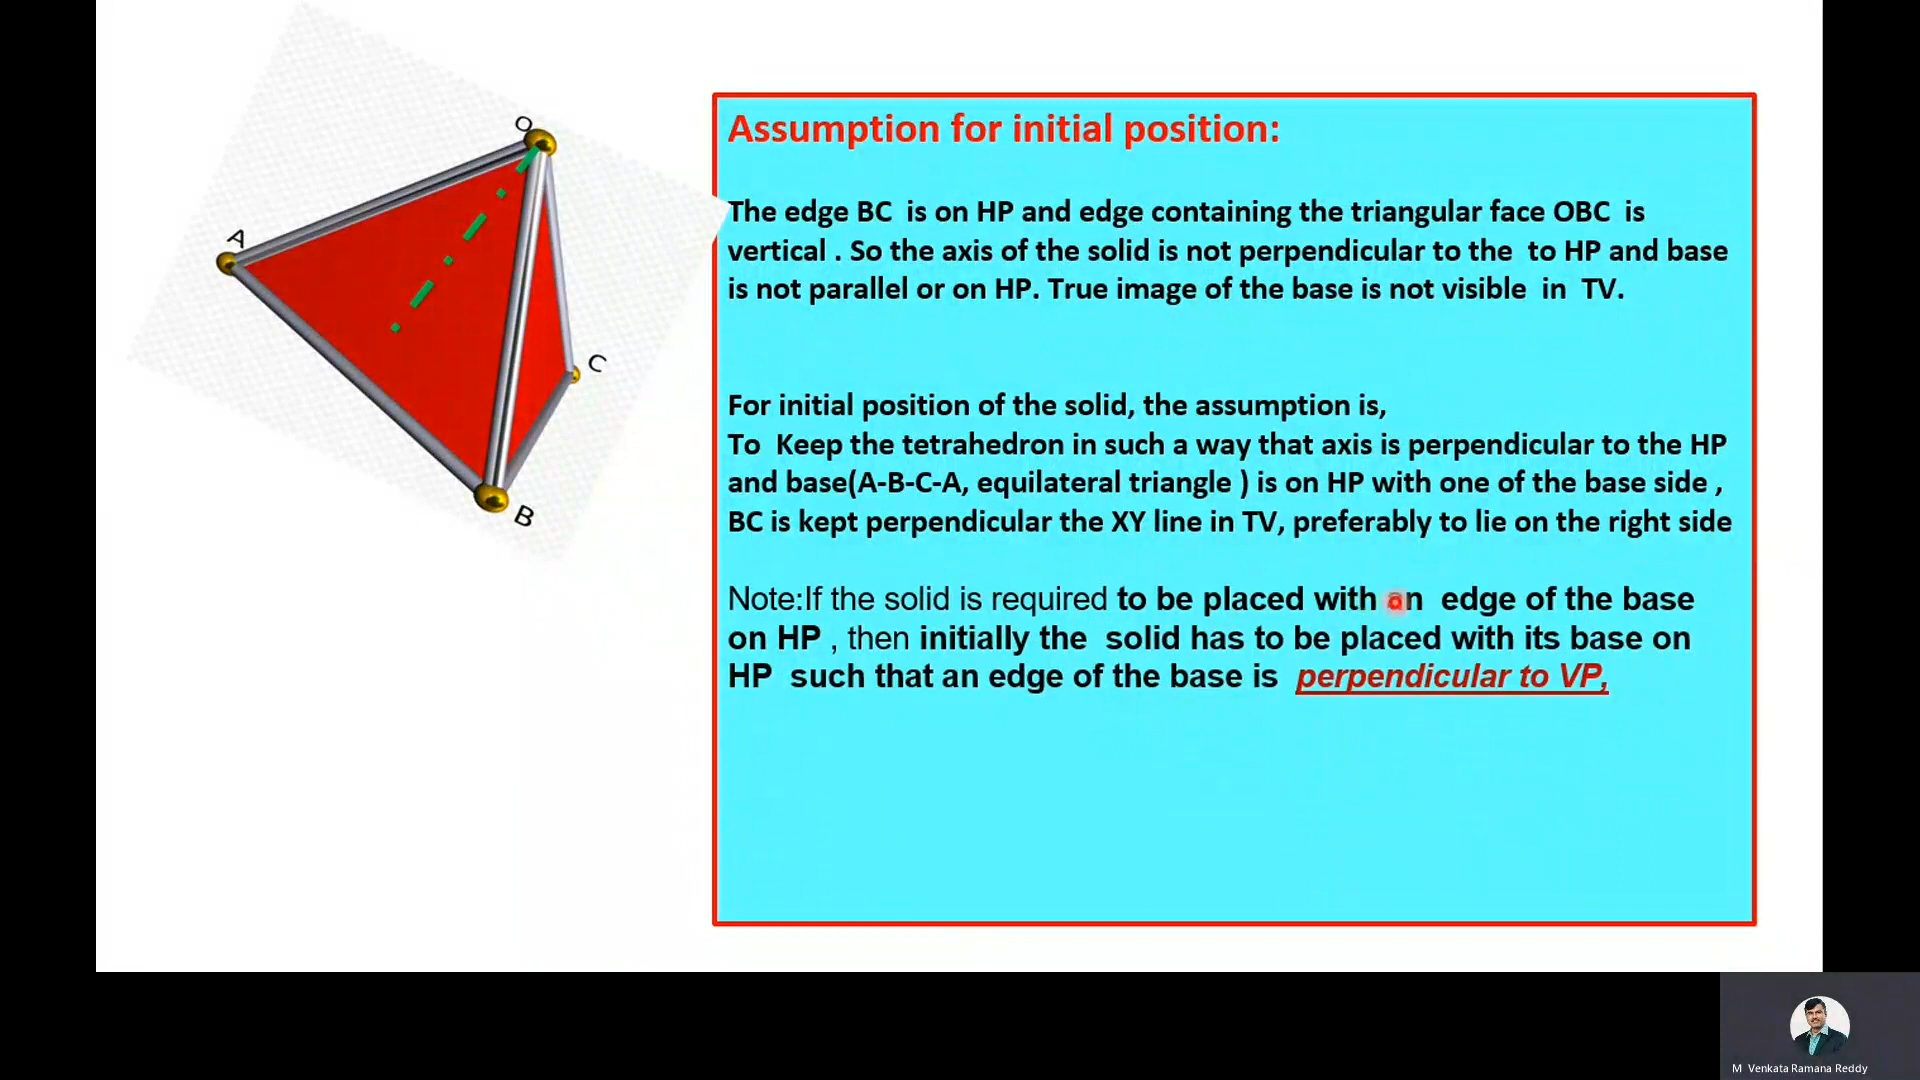 O
A
C
B
Assumption for initial position:
The edge BC is on HP and edge containing the triangular face OBC is
vertical . So the axis of the solid is not perpendicular to the to HP and base
is not parallel or on HP. True image of the base is not visible in TV.
For initial position of the solid, the assumption is,
To Keep the tetrahedron in such a way that axis is perpendicular to the HP
and base(A-B-C-A, equilateral triangle ) is on HP with one of the base side ,
BC is kept perpendicular the XY line in TV, preferably to lie on the right side
Note:If the solid is required to be placed with an edge of the base
on HP , then initially the solid has to be placed with its base on
HP such that an edge of the base is perpendicular to VP,
M Venkata Ramana Reddy